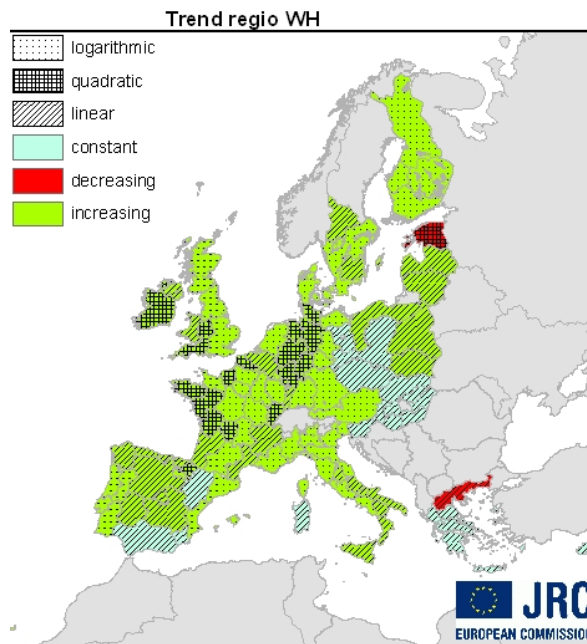 Trend regio WH
logarithmic
quadratic
linear
constant
decreasing
increasing
JRC
EUROPEAN COMMISSION